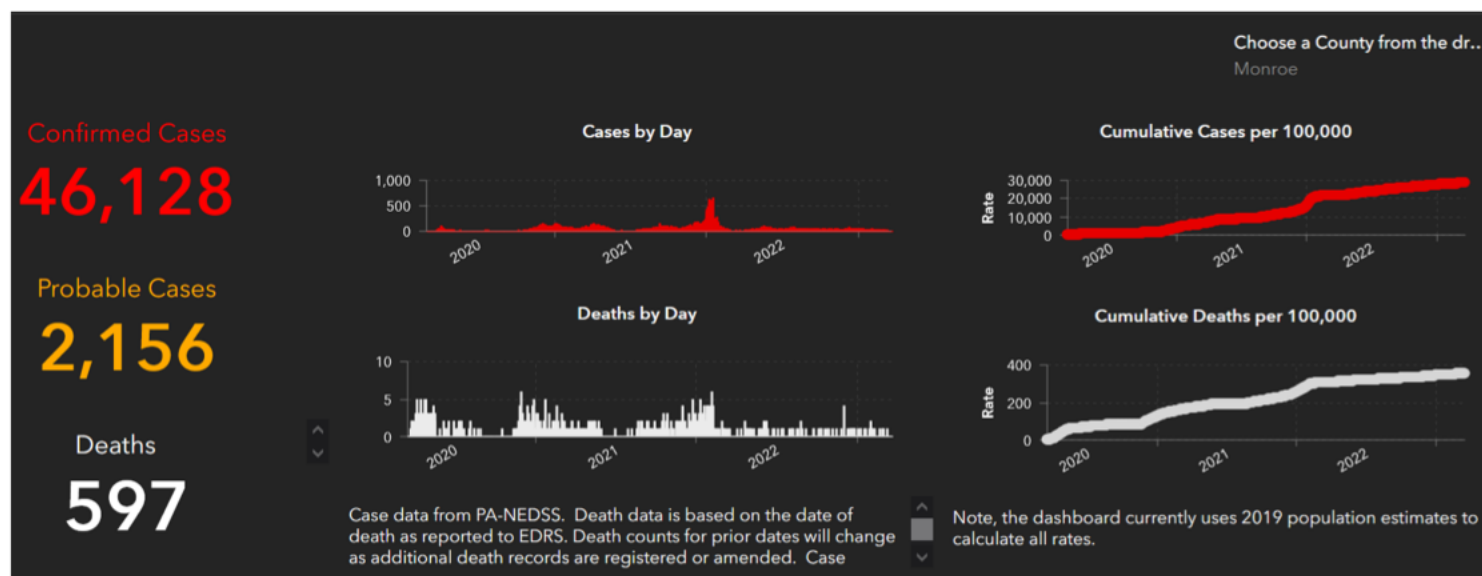 Choose a County from the dr...
Monroe
Confirmed Cases
46,128
Probable Cases
2,156
Deaths
597
Cases by Day
1,000
500
0
2020
2021
2022
Cumulative Cases per 100,000
Rate
30,000
20,000
10,000
0
2020
2021
2022
Deaths by Day
10
5
0
2020
2021
2022
Cumulative Deaths per 100,000
Rate
400
200
0
2020
2021
2022
Case data from PA-NEDSS. Death data is based on the date of
death as reported to EDRS. Death counts for prior dates will change
as additional death records are registered or amended. Case
Note, the dashboard currently uses 2019 population estimates to
calculate all rates.